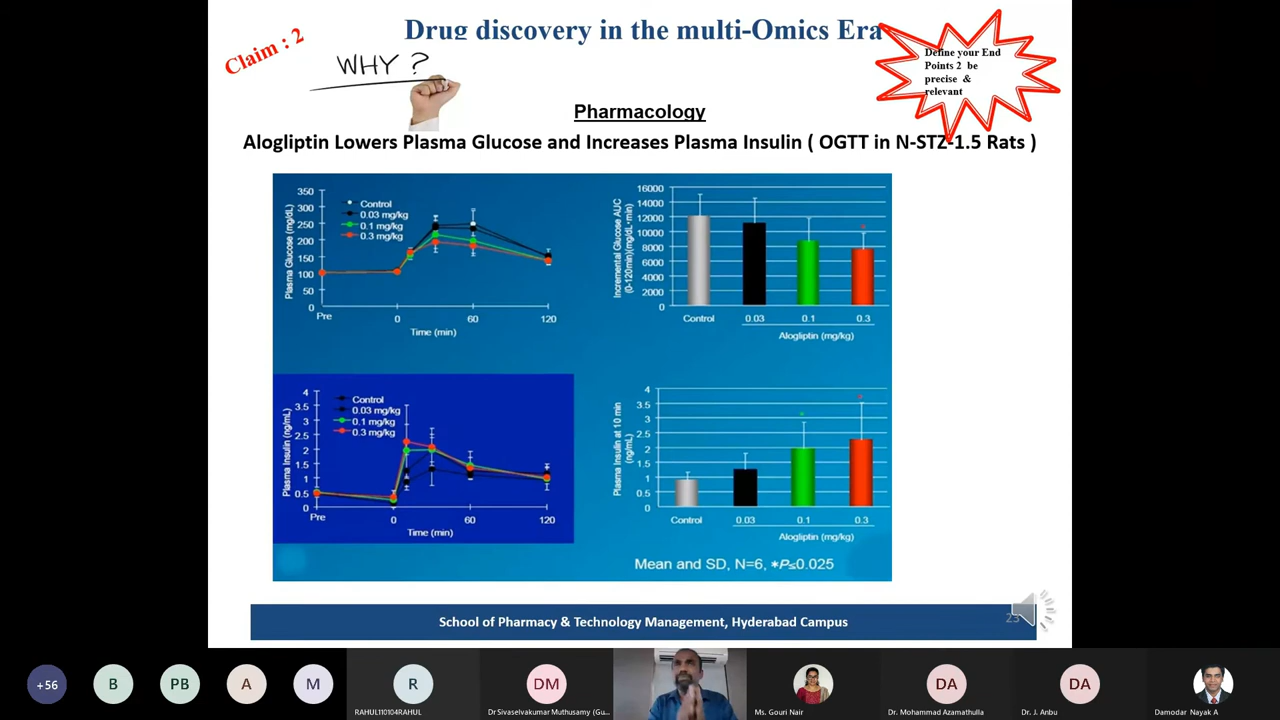 Drug discovery in the multi-Omics Era
Claim : 2
WHY ?
Define your End
Points 2 be
precise &
relevant
Pharmacology
Alogliptin Lowers Plasma Glucose and Increases Plasma Insulin ( OGTT in N-STZ-1.5 Rats )
Plasma Glucose (mg/dL)
350
300
250
200
150
100
50
0
Control
0.03 mg/kg
0.1 mg/kg
0.3 mg/kg
Pre
0
60
120
Time (min)
Incremental Glucose AUC
(0-120min)(mg/dL·min)
16000
14000
12000
10000
8000
6000
4000
2000
0
Control
0.03
0.1
0.3
Alogliptin (mg/kg)
Plasma Insulin (ng/mL)
4
3.5
3
2.5
2
1.5
1
0.5
0
Control
0.03 mg/kg
0.1 mg/kg
0.3 mg/kg
Pre
0
60
120
Time (min)
Plasma Insulin at 10 min
(ng/mL)
4
3.5
3
2.5
2
1.5
1
0.5
0
Control
0.03
0.1
0.3
Alogliptin (mg/kg)
Mean and SD, N=6, *P≤0.025
School of Pharmacy & Technology Management, Hyderabad Campus
23
+56
B
PB
A
M
R
RAHUL110104RAHUL
DM
Dr Sivaselvakumar Muthusamy (Gu...
Ms. Gouri Nair
DA
Dr. Mohammad Azamathulla
DA
Dr. J. Anbu
Damodar Nayak A